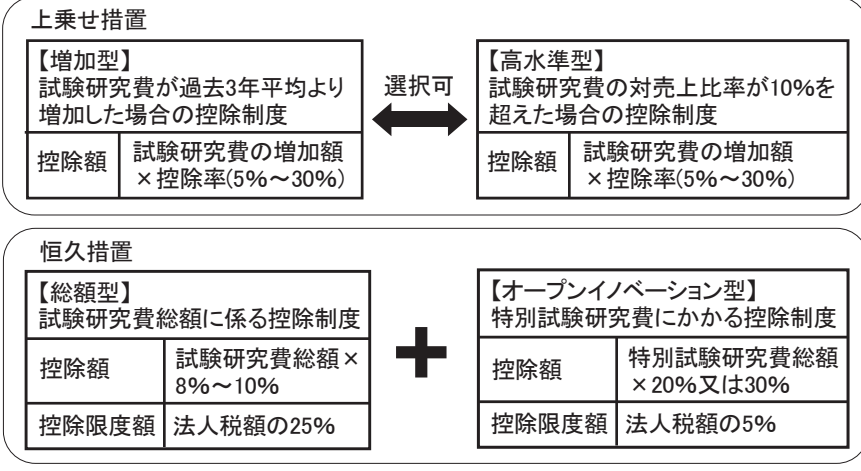 上乗せ措置
【増加型】
試験研究費が過去3年平均より
増加した場合の控除制度
控除額
試験研究費の増加額
×控除率(5%～30%)
選択可
【高水準型】
試験研究費の対売上比率が10%を
超えた場合の控除制度
控除額
試験研究費の増加額
×控除率(5%～30%)
恒久措置
【総額型】
試験研究費総額に係る控除制度
控除額
試験研究費総額×
8%～10%
控除限度額
法人税額の25%
【オープンイノベーション型】
特別試験研究費にかかる控除制度
控除額
特別試験研究費総額
×20%又は30%
控除限度額
法人税額の5%